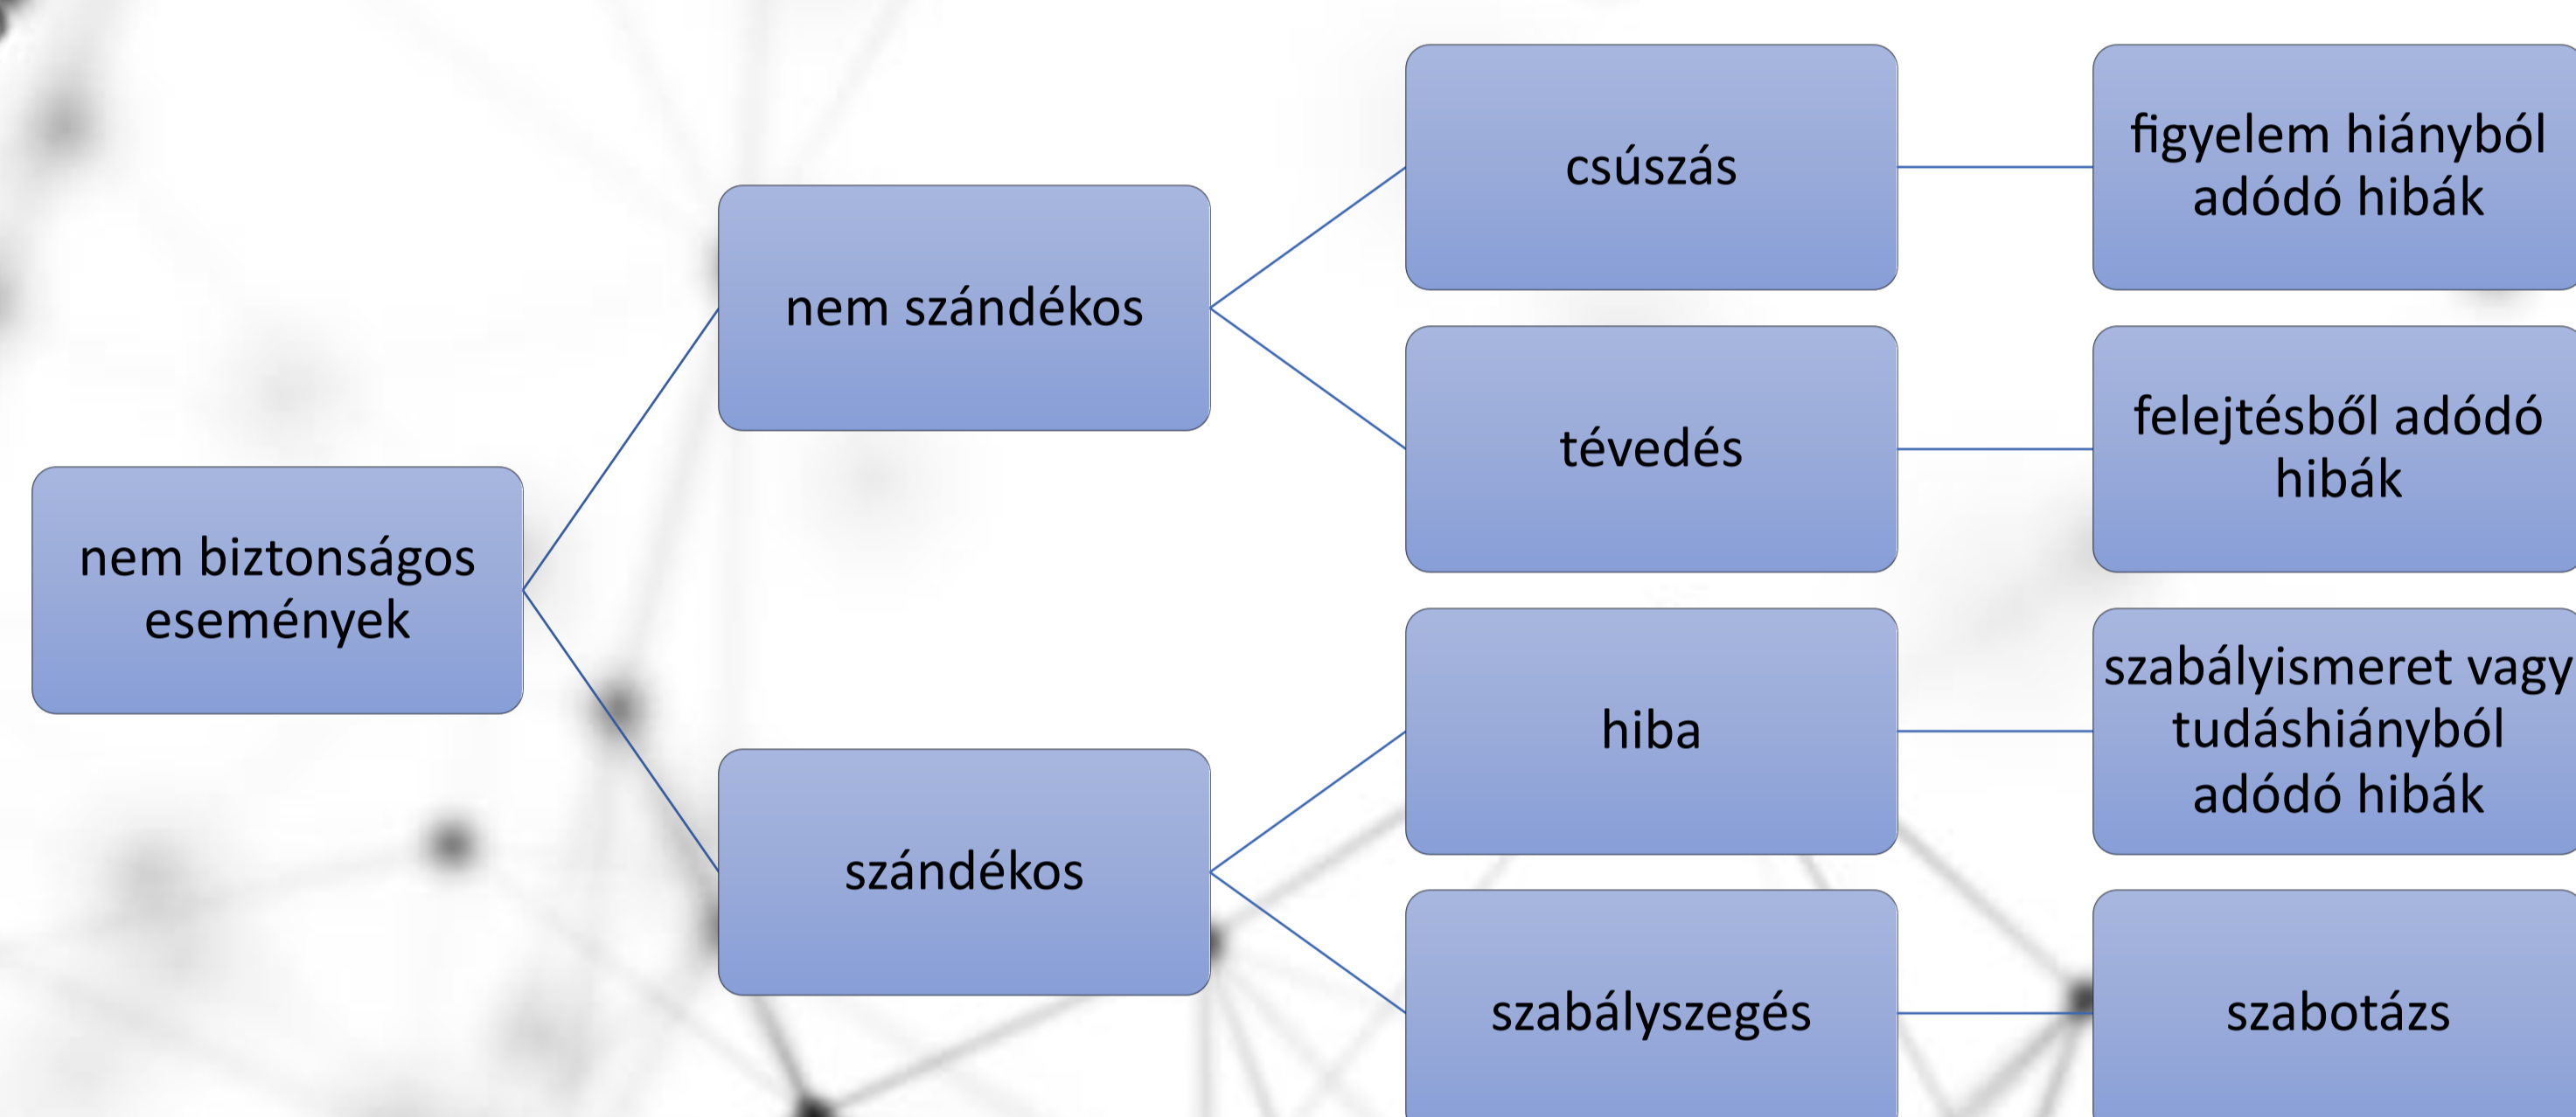 nem biztonságos
események
nem szándékos
csúszás
figyelem hiányból
adódó hibák
tévedés
felejtésből adódó
hibák
szándékos
hiba
szabályismeret vagy
tudáshiányból
adódó hibák
szabályszegés
szabotázs